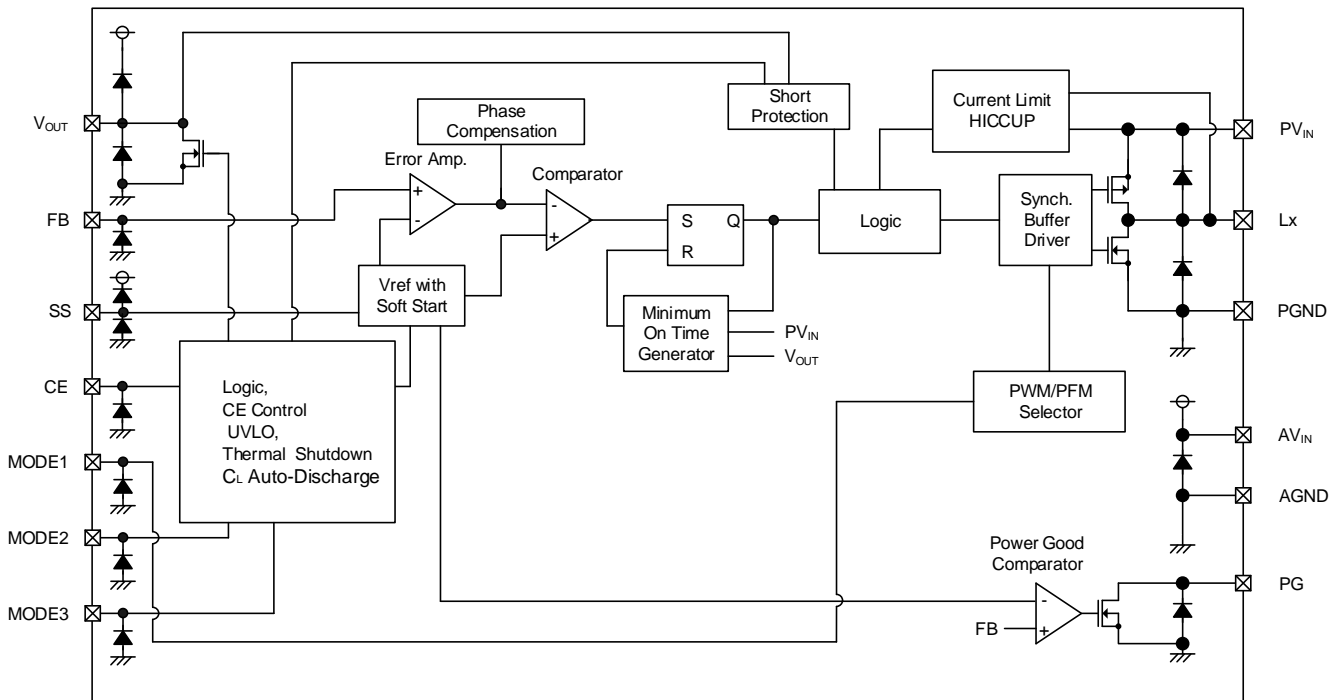 VOUT
FB
SS
CE
MODE1
MODE2
MODE3
Phase
Compensation
Error Amp.
+
-
Comparator
-
+
Vref with
Soft Start
Logic,
CE Control
UVLO,
Thermal Shutdown
CL Auto-Discharge
S
Q
R
Minimum
On Time
Generator
PVIN
VOUT
Short
Protection
Logic
Current Limit
HICCUP
Synch.
Buffer
Driver
PWM/PFM
Selector
Power Good
Comparator
-
FB
+
PVIN
Lx
PGND
AVIN
AGND
PG